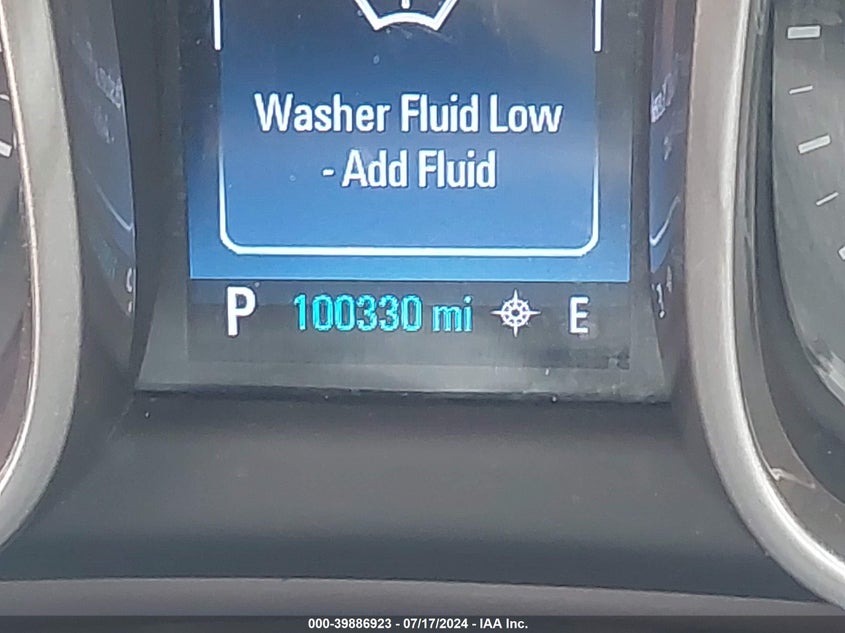 Washer Fluid Low
- Add Fluid
P 100330 mi E
000-39886923 - 07/17/2024 - IAA Inc.